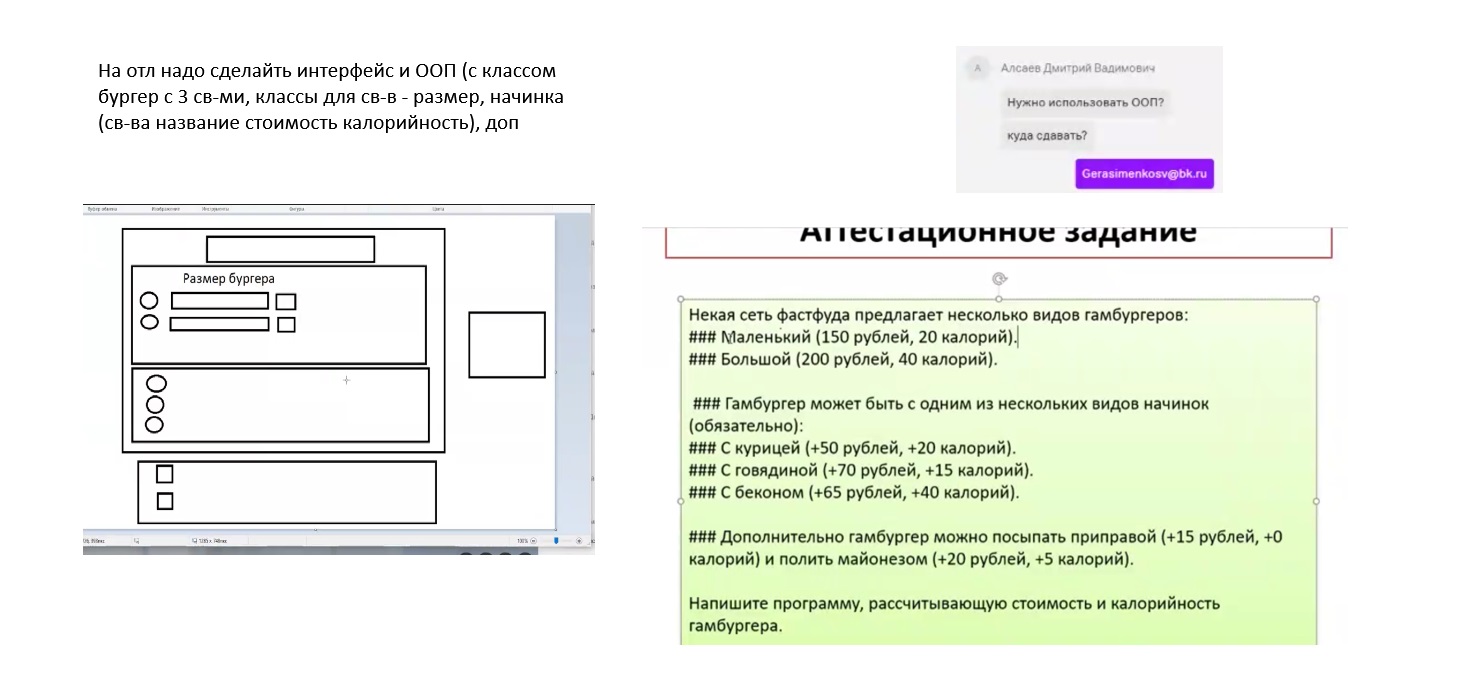 На отл надо сделайть интерфейс и ООП (с классом
бургер с 3 св-ми, классы для св-в - размер, начинка
(св-ва название стоимость калорийность), доп
А
Алсаев Дмитрий Вадимович
Нужно использовать ООП?
куда сдавать?
Gerasimenkosv@bk.ru
Буфер обмена Изображение Инструменты Фигуры Цвета
Размер бургера
100%
Аттестационное задание
Некая сеть фастфуда предлагает несколько видов гамбургеров:
### Маленький (150 рублей, 20 калорий).
### Большой (200 рублей, 40 калорий).
### Гамбургер может быть с одним из нескольких видов начинок
(обязательно):
### С курицей (+50 рублей, +20 калорий).
### С говядиной (+70 рублей, +15 калорий).
### С беконом (+65 рублей, +40 калорий).
### Дополнительно гамбургер можно посыпать приправой (+15 рублей, +0
калорий) и полить майонезом (+20 рублей, +5 калорий).
Напишите программу, рассчитывающую стоимость и калорийность
гамбургера.